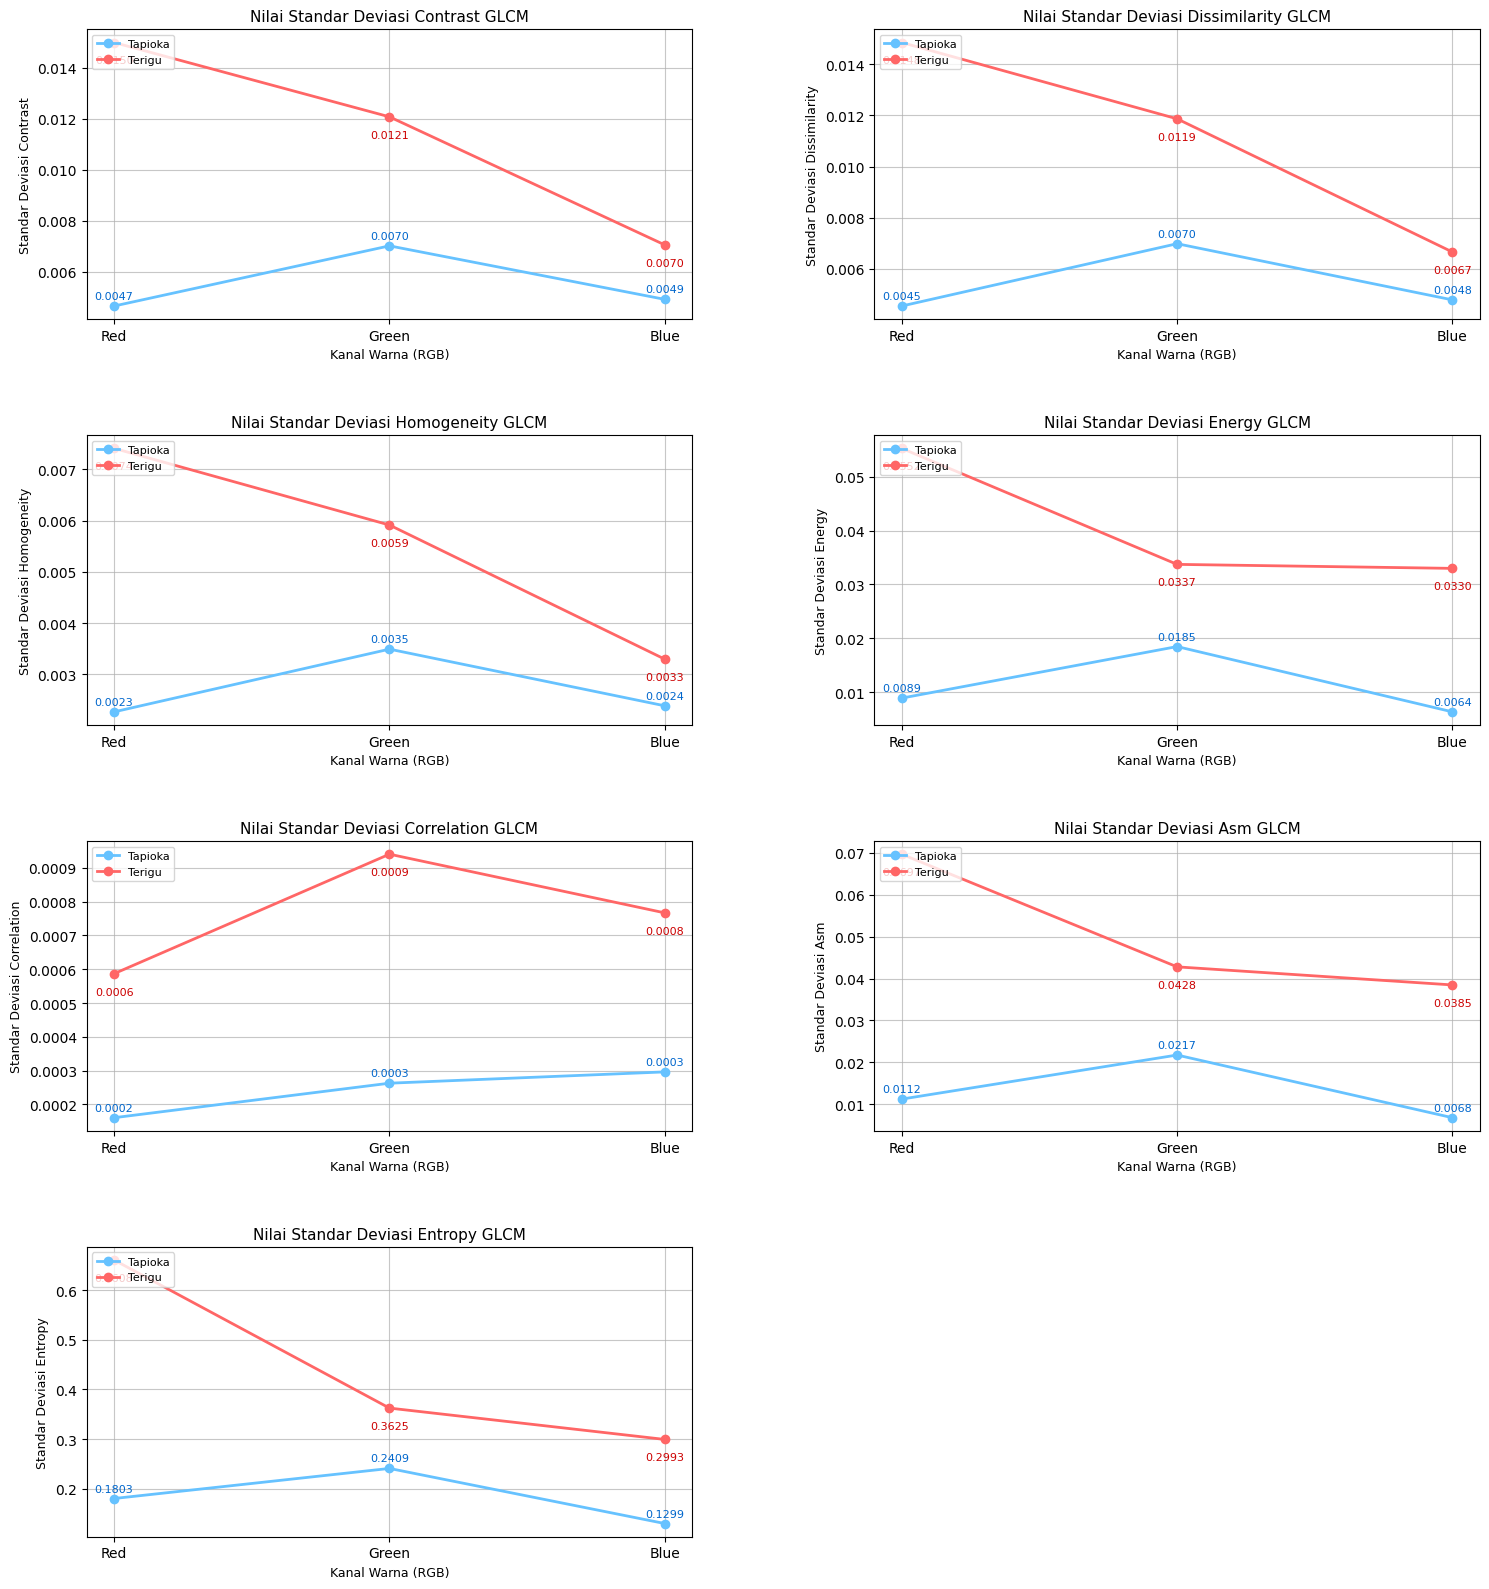 Nilai Standar Deviasi Contrast GLCM
Tapioka
Terigu
Standar Deviasi Contrast
0.014
0.012
0.010
0.008
0.006
0.0121
0.0070
0.0047
0.0070
0.0049
Red
Green
Blue
Kanal Warna (RGB)
Nilai Standar Deviasi Dissimilarity GLCM
Tapioka
Terigu
Standar Deviasi Dissimilarity
0.014
0.012
0.010
0.008
0.006
0.0119
0.0070
0.0045
0.0067
0.0048
Red
Green
Blue
Kanal Warna (RGB)
Nilai Standar Deviasi Homogeneity GLCM
Tapioka
Terigu
Standar Deviasi Homogeneity
0.007
0.006
0.005
0.004
0.003
0.0059
0.0035
0.0023
0.0033
0.0024
Red
Green
Blue
Kanal Warna (RGB)
Nilai Standar Deviasi Energy GLCM
Tapioka
Terigu
Standar Deviasi Energy
0.05
0.04
0.03
0.02
0.01
0.0337
0.0330
0.0185
0.0089
0.0064
Red
Green
Blue
Kanal Warna (RGB)
Nilai Standar Deviasi Correlation GLCM
Tapioka
Terigu
Standar Deviasi Correlation
0.0009
0.0008
0.0007
0.0006
0.0005
0.0004
0.0003
0.0002
0.0009
0.0008
0.0006
0.0003
0.0003
0.0002
Red
Green
Blue
Kanal Warna (RGB)
Nilai Standar Deviasi Asm GLCM
Tapioka
Terigu
Standar Deviasi Asm
0.07
0.06
0.05
0.04
0.03
0.02
0.01
0.0428
0.0385
0.0217
0.0112
0.0068
Red
Green
Blue
Kanal Warna (RGB)
Nilai Standar Deviasi Entropy GLCM
Tapioka
Terigu
Standar Deviasi Entropy
0.6
0.5
0.4
0.3
0.2
0.3625
0.2993
0.2409
0.1803
0.1299
Red
Green
Blue
Kanal Warna (RGB)